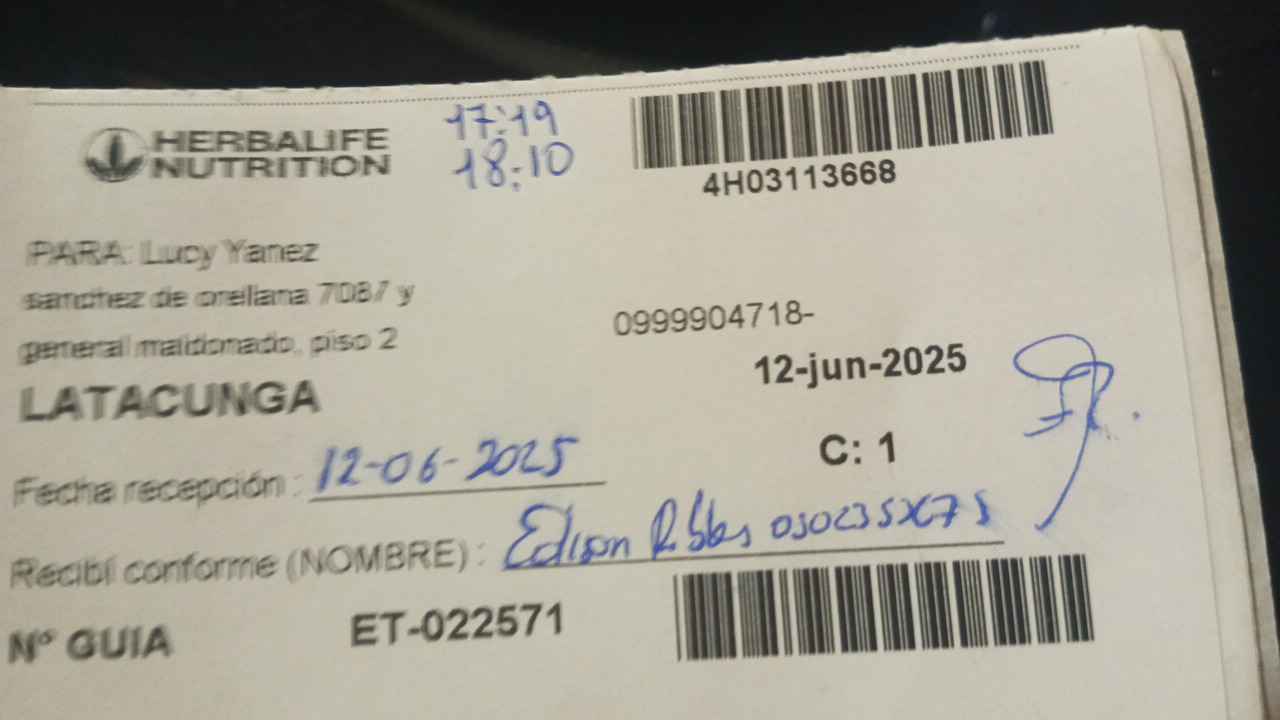 HERBALIFE
NUTRITION
17:19
18:10
4H03113668
PARA: Lucy Yanez
sanchez de orellana 7087 y
general maldonado, piso 2
0999904718-
LATACUNGA
12-jun-2025
C: 1
Fecha recepción : 12-06-2025
Recibí conforme (NOMBRE) : Edison
Nº GUIA ET-022571